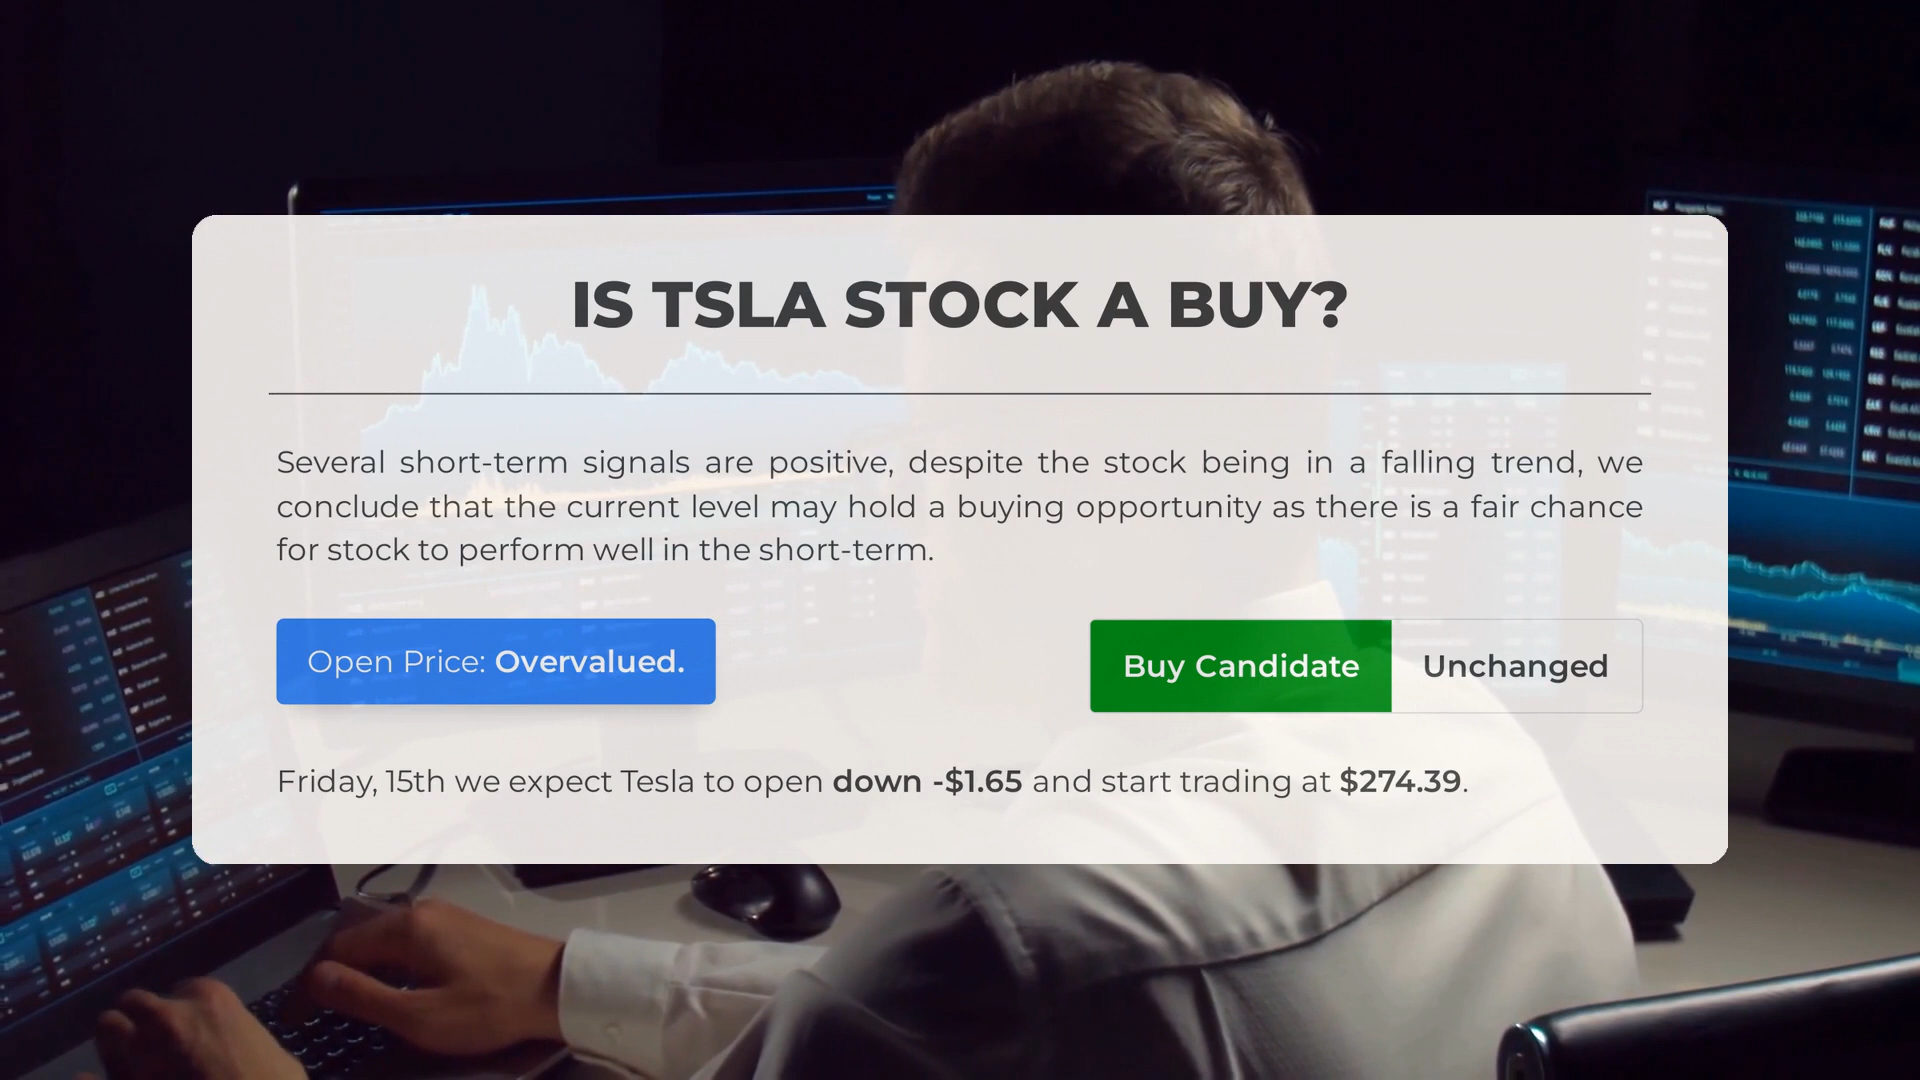 IS TSLA STOCK A BUY?
Several short-term signals are positive, despite the stock being in a falling trend, we
conclude that the current level may hold a buying opportunity as there is a fair chance
for stock to perform well in the short-term.
Open Price: Overvalued.
Buy Candidate Unchanged
Friday, 15th we expect Tesla to open down -$1.65 and start trading at $274.39.